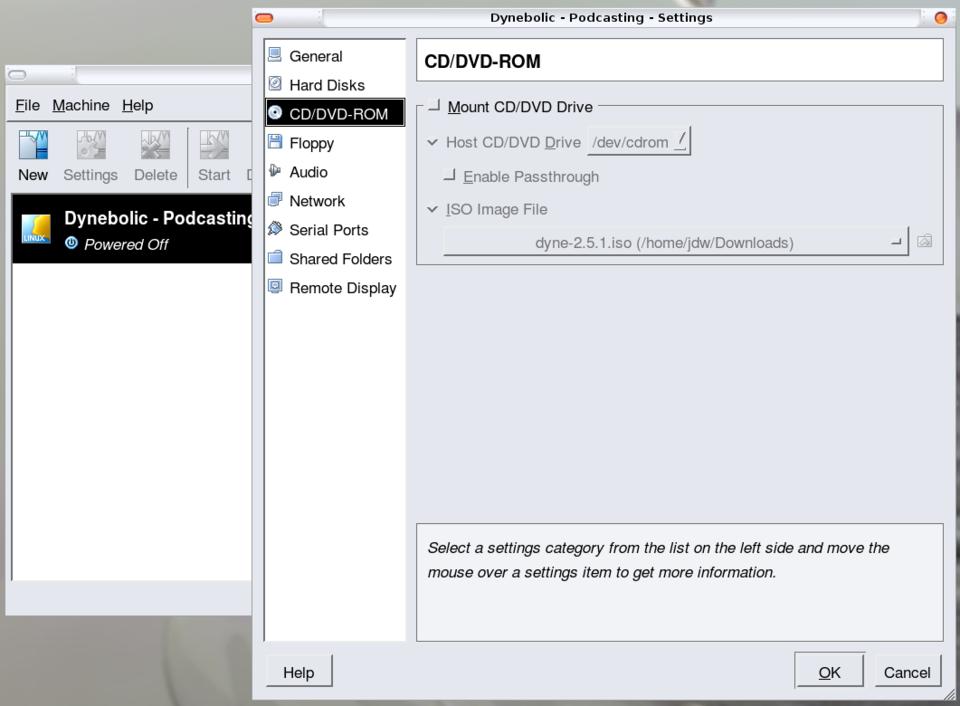 Dynebolic - Podcasting - Settings
File Machine Help
New Settings Delete Start
Dynebolic - Podcasting
Powered Off
LINUX
General
Hard Disks
CD/DVD-ROM
Floppy
Audio
Network
Serial Ports
Shared Folders
Remote Display
CD/DVD-ROM
Mount CD/DVD Drive
Host CD/DVD Drive /dev/cdrom
Enable Passthrough
ISO Image File
dyne-2.5.1.iso (/home/jdw/Downloads)
Select a settings category from the list on the left side and move the
mouse over a settings item to get more information.
Help OK Cancel